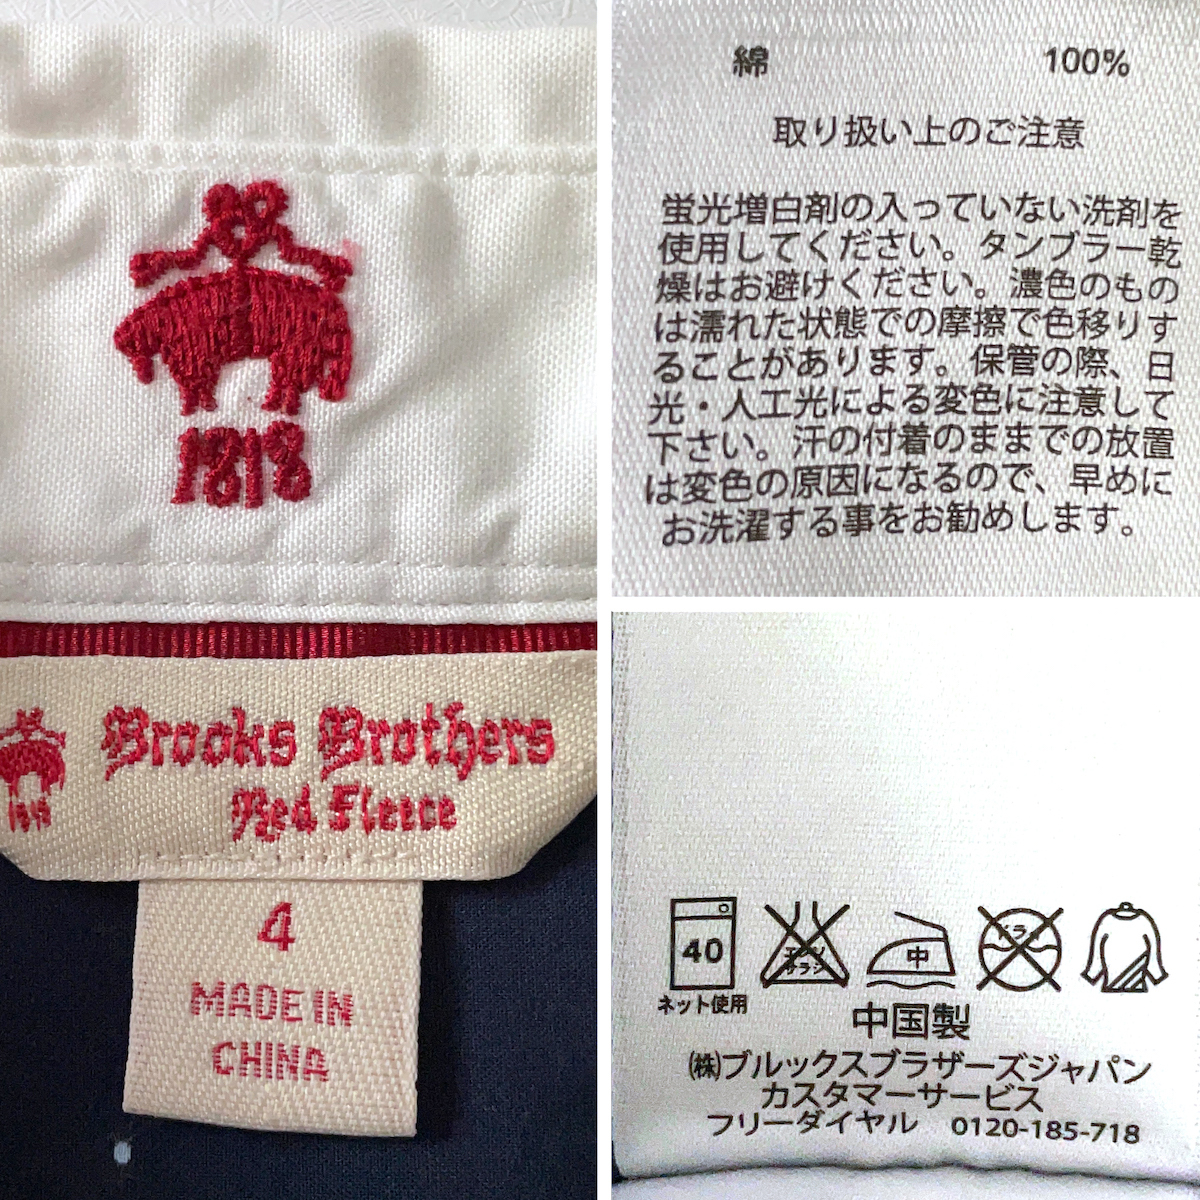 1818
Brooks Brothers
Red Fleece
4
MADE IN
CHINA
綿 100%
取り扱い上のご注意
蛍光増白剤の入っていない洗剤を
使用してください。タンブラー乾
燥はお避けください。濃色のもの
は濡れた状態での摩擦で色移りす
ることがあります。保管の際、日
光・人工光による変色に注意して
下さい。汗の付着のままでの放置
は変色の原因になるので、早めに
お洗濯する事をお勧めします。
40
エンソ
サラシ
中
ドライ
ネット使用
中国製
㈱ブルックスブラザーズジャパン
カスタマーサービス
フリーダイヤル 0120-185-718